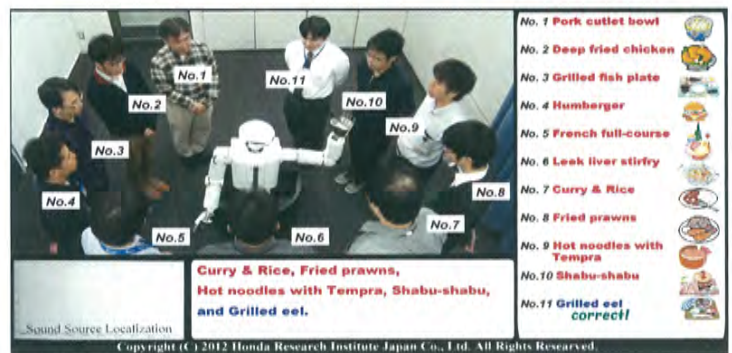 No.1
No.2
No.3
No.4
No.5
No.6
No.7
No.8
No.9
No.10
No.11
No. 1 Pork cutlet bowl
No. 2 Deep fried chicken
No. 3 Grilled fish plate
No. 4 Humberger
No. 5 French full-course
No. 6 Leek liver stirfry
No. 7 Curry & Rice
No. 8 Fried prawns
No. 9 Hot noodles with
Tempra
No.10 Shabu-shabu
No.11 Grilled eel
correct!
Sound Source Localization
Curry & Rice, Fried prawns,
Hot noodles with Tempra, Shabu-shabu,
and Grilled eel.
Copyright (C) 2012 Honda Research Institute Japan Co., Ltd. All Rights Researved.